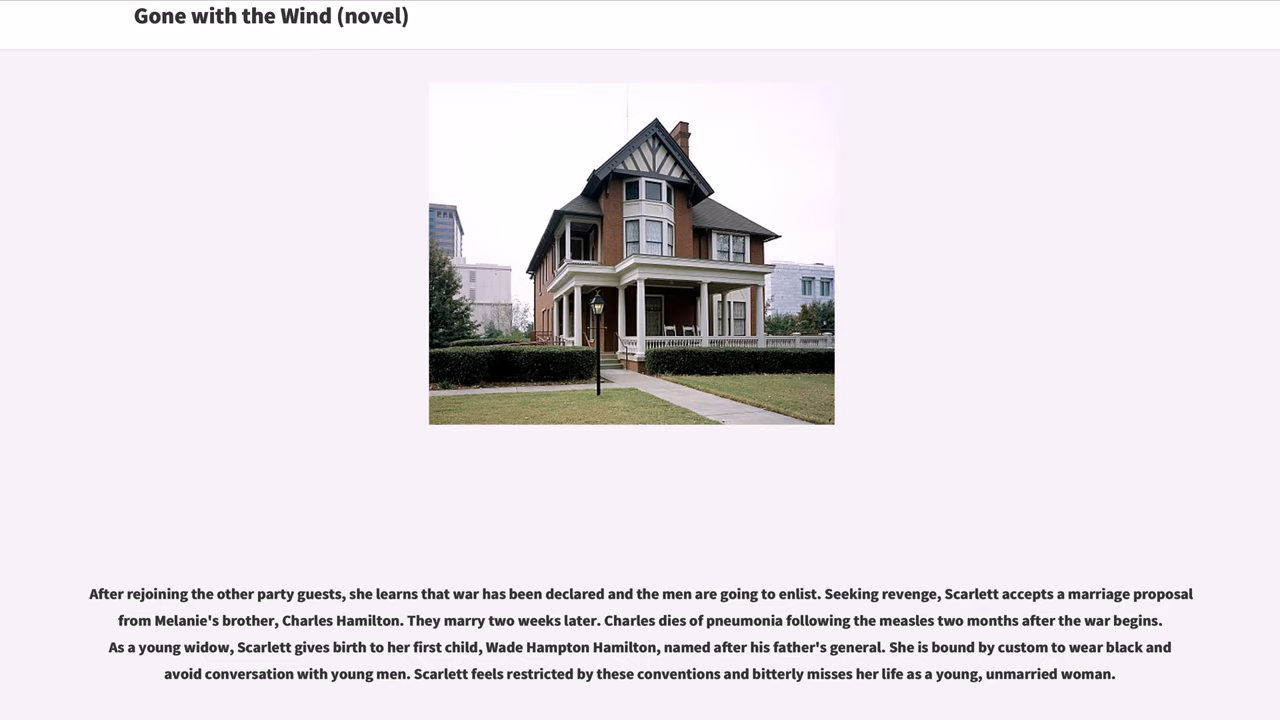 Gone with the Wind (novel)
After rejoining the other party guests, she learns that war has been declared and the men are going to enlist. Seeking revenge, Scarlett accepts a marriage proposal
from Melanie's brother, Charles Hamilton. They marry two weeks later. Charles dies of pneumonia following the measles two months after the war begins.
As a young widow, Scarlett gives birth to her first child, Wade Hampton Hamilton, named after his father's general. She is bound by custom to wear black and
avoid conversation with young men. Scarlett feels restricted by these conventions and bitterly misses her life as a young, unmarried woman.